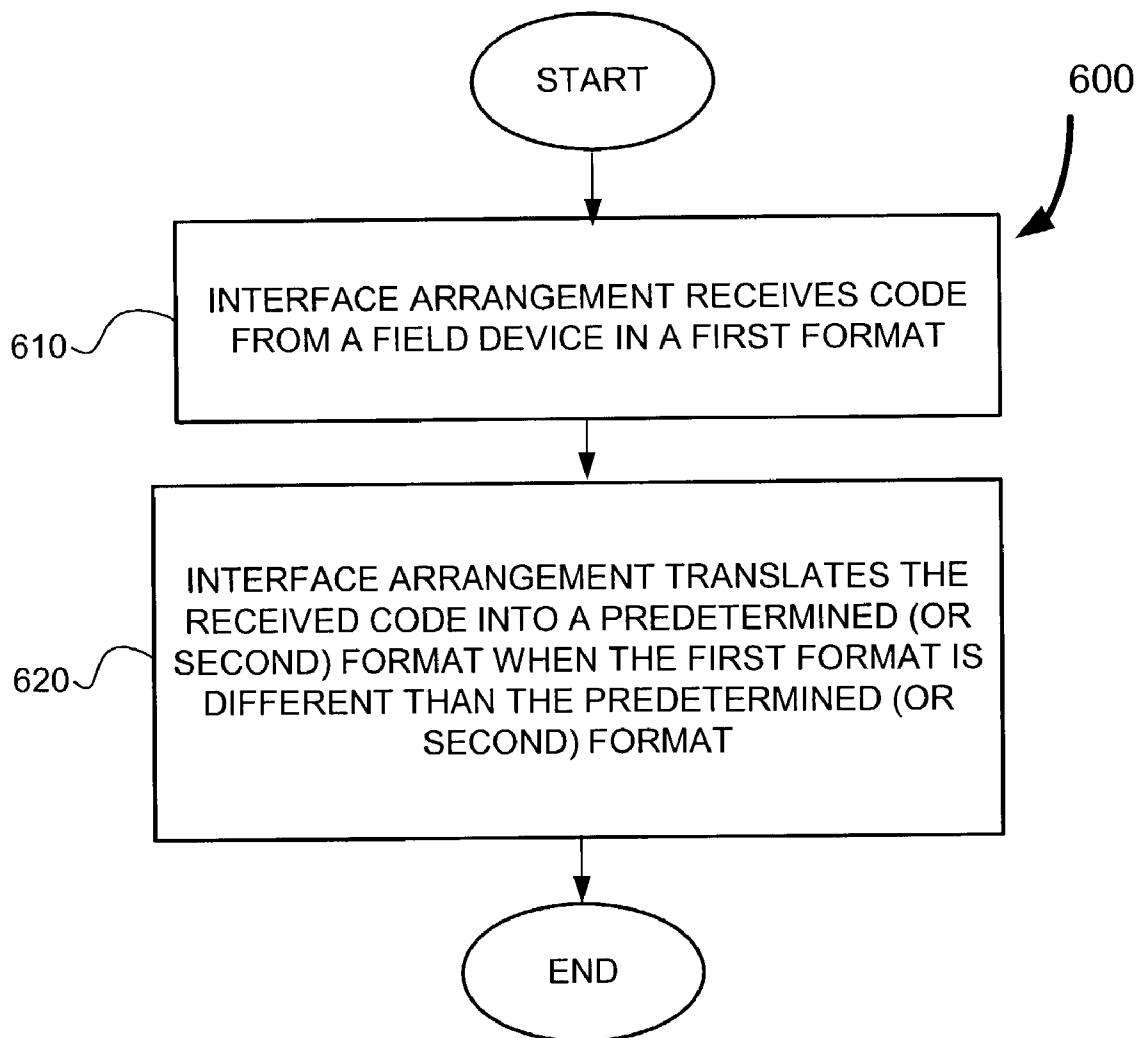 START
600
INTERFACE ARRANGEMENT RECEIVES CODE
FROM A FIELD DEVICE IN A FIRST FORMAT
610
INTERFACE ARRANGEMENT TRANSLATES THE
RECEIVED CODE INTO A PREDETERMINED (OR
SECOND) FORMAT WHEN THE FIRST FORMAT IS
DIFFERENT THAN THE PREDETERMINED (OR
SECOND) FORMAT
620
END